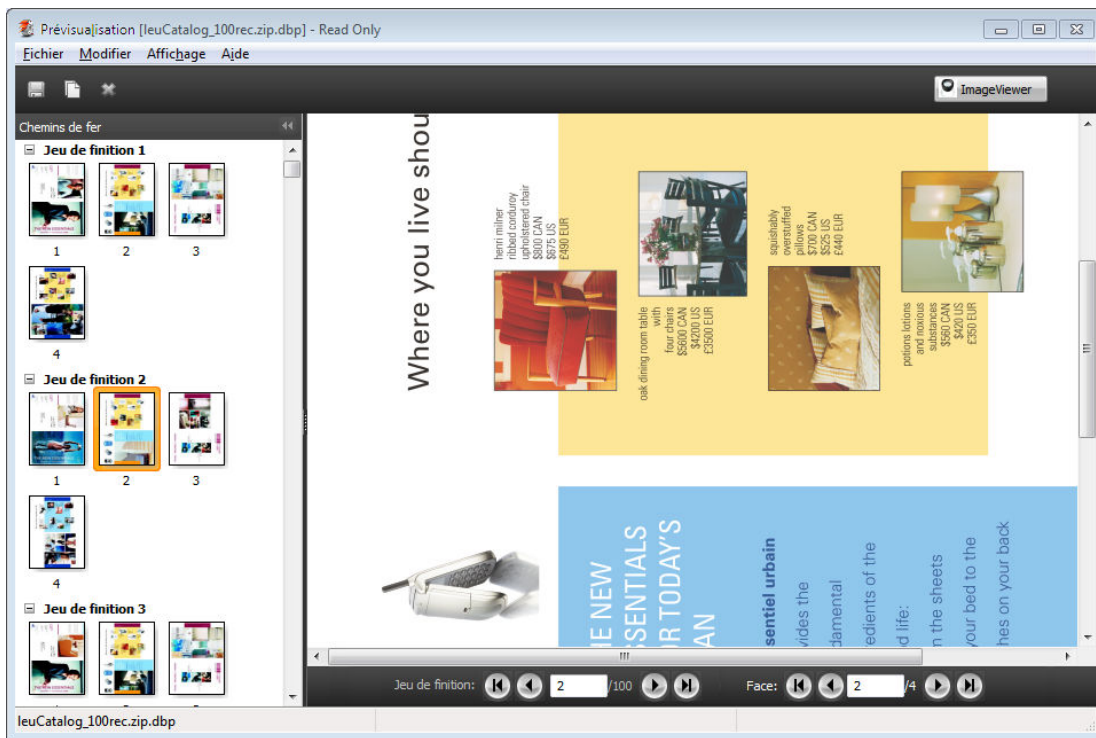 Prévisualisation [leuCatalog_100rec.zip.dbp] - Read Only
Fichier Modifier Affichage Aide
ImageViewer
Chemins de fer
Jeu de finition 1
1 2 3
4
Jeu de finition 2
1 2 3
4
Jeu de finition 3
Where you live shou
henri milner
ribbed corduroy
upholstered chair
$800 CAN
$675 US
£490 EUR
oak dining room table
with
four chairs
$5600 CAN
$4200 US
£3500 EUR
squishably
overstuffed
pillows
$700 CAN
$525 US
£440 EUR
potions lotions
and noxious
substances
$560 CAN
$420 US
£350 EUR
HE NEW
SSENTIALS
R TODAY'S
AN
sentiel urbain
vides the
damental
edients of the
d life:
n the sheets
your bed to the
hes on your back
Jeu de finition: 2 /100 Face: 2 /4
leuCatalog_100rec.zip.dbp